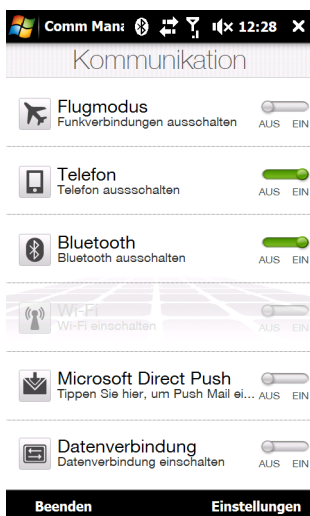 Comm Mana 12:28
Kommunikation
Flugmodus
Funkverbindungen ausschalten
AUS EIN
Telefon
Telefon aussschalten
AUS EIN
Bluetooth
Bluetooth ausschalten
AUS EIN
Wi-Fi
Wi-Fi einschalten
AUS EIN
Microsoft Direct Push
Tippen Sie hier, um Push Mail ei...
AUS EIN
Datenverbindung
Datenverbindung einschalten
AUS EIN
Beenden Einstellungen